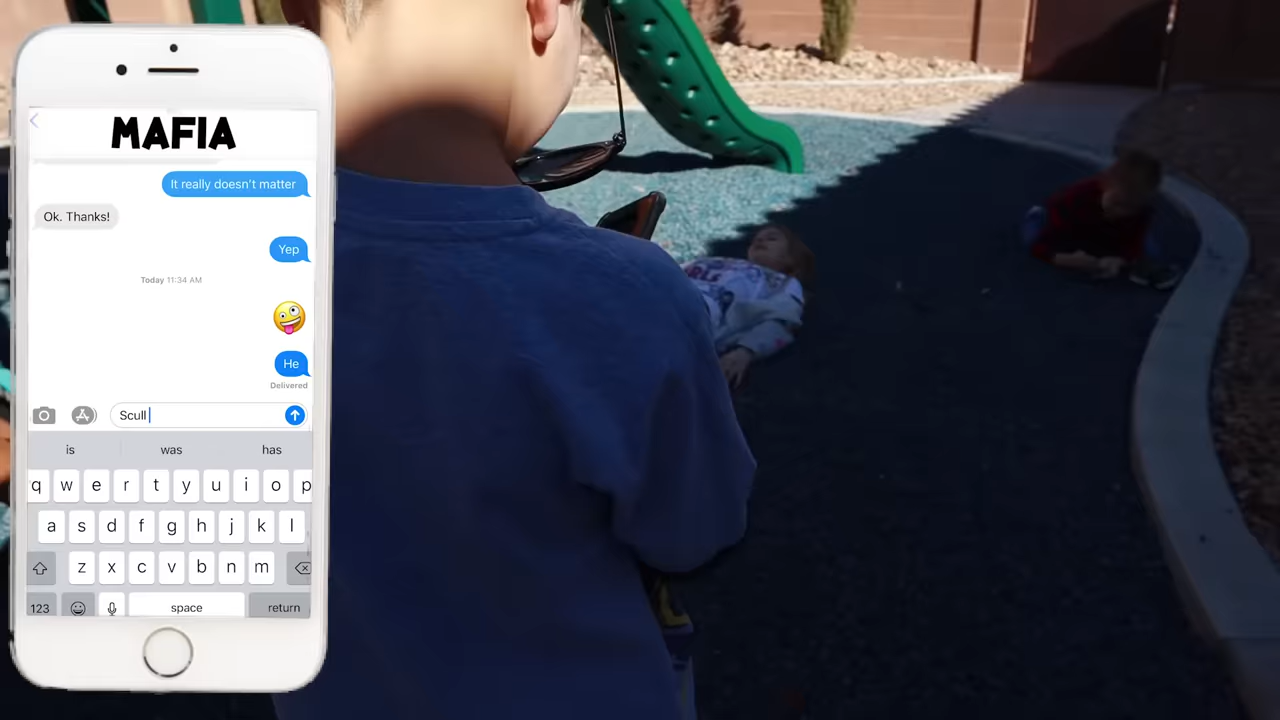 MAFIA
It really doesn't matter
Ok. Thanks!
Yep
Today 11:34 AM
🤪
He
Delivered
Scull
is was has
q w e r t y u i o p
a s d f g h j k l
z x c v b n m
123 space return